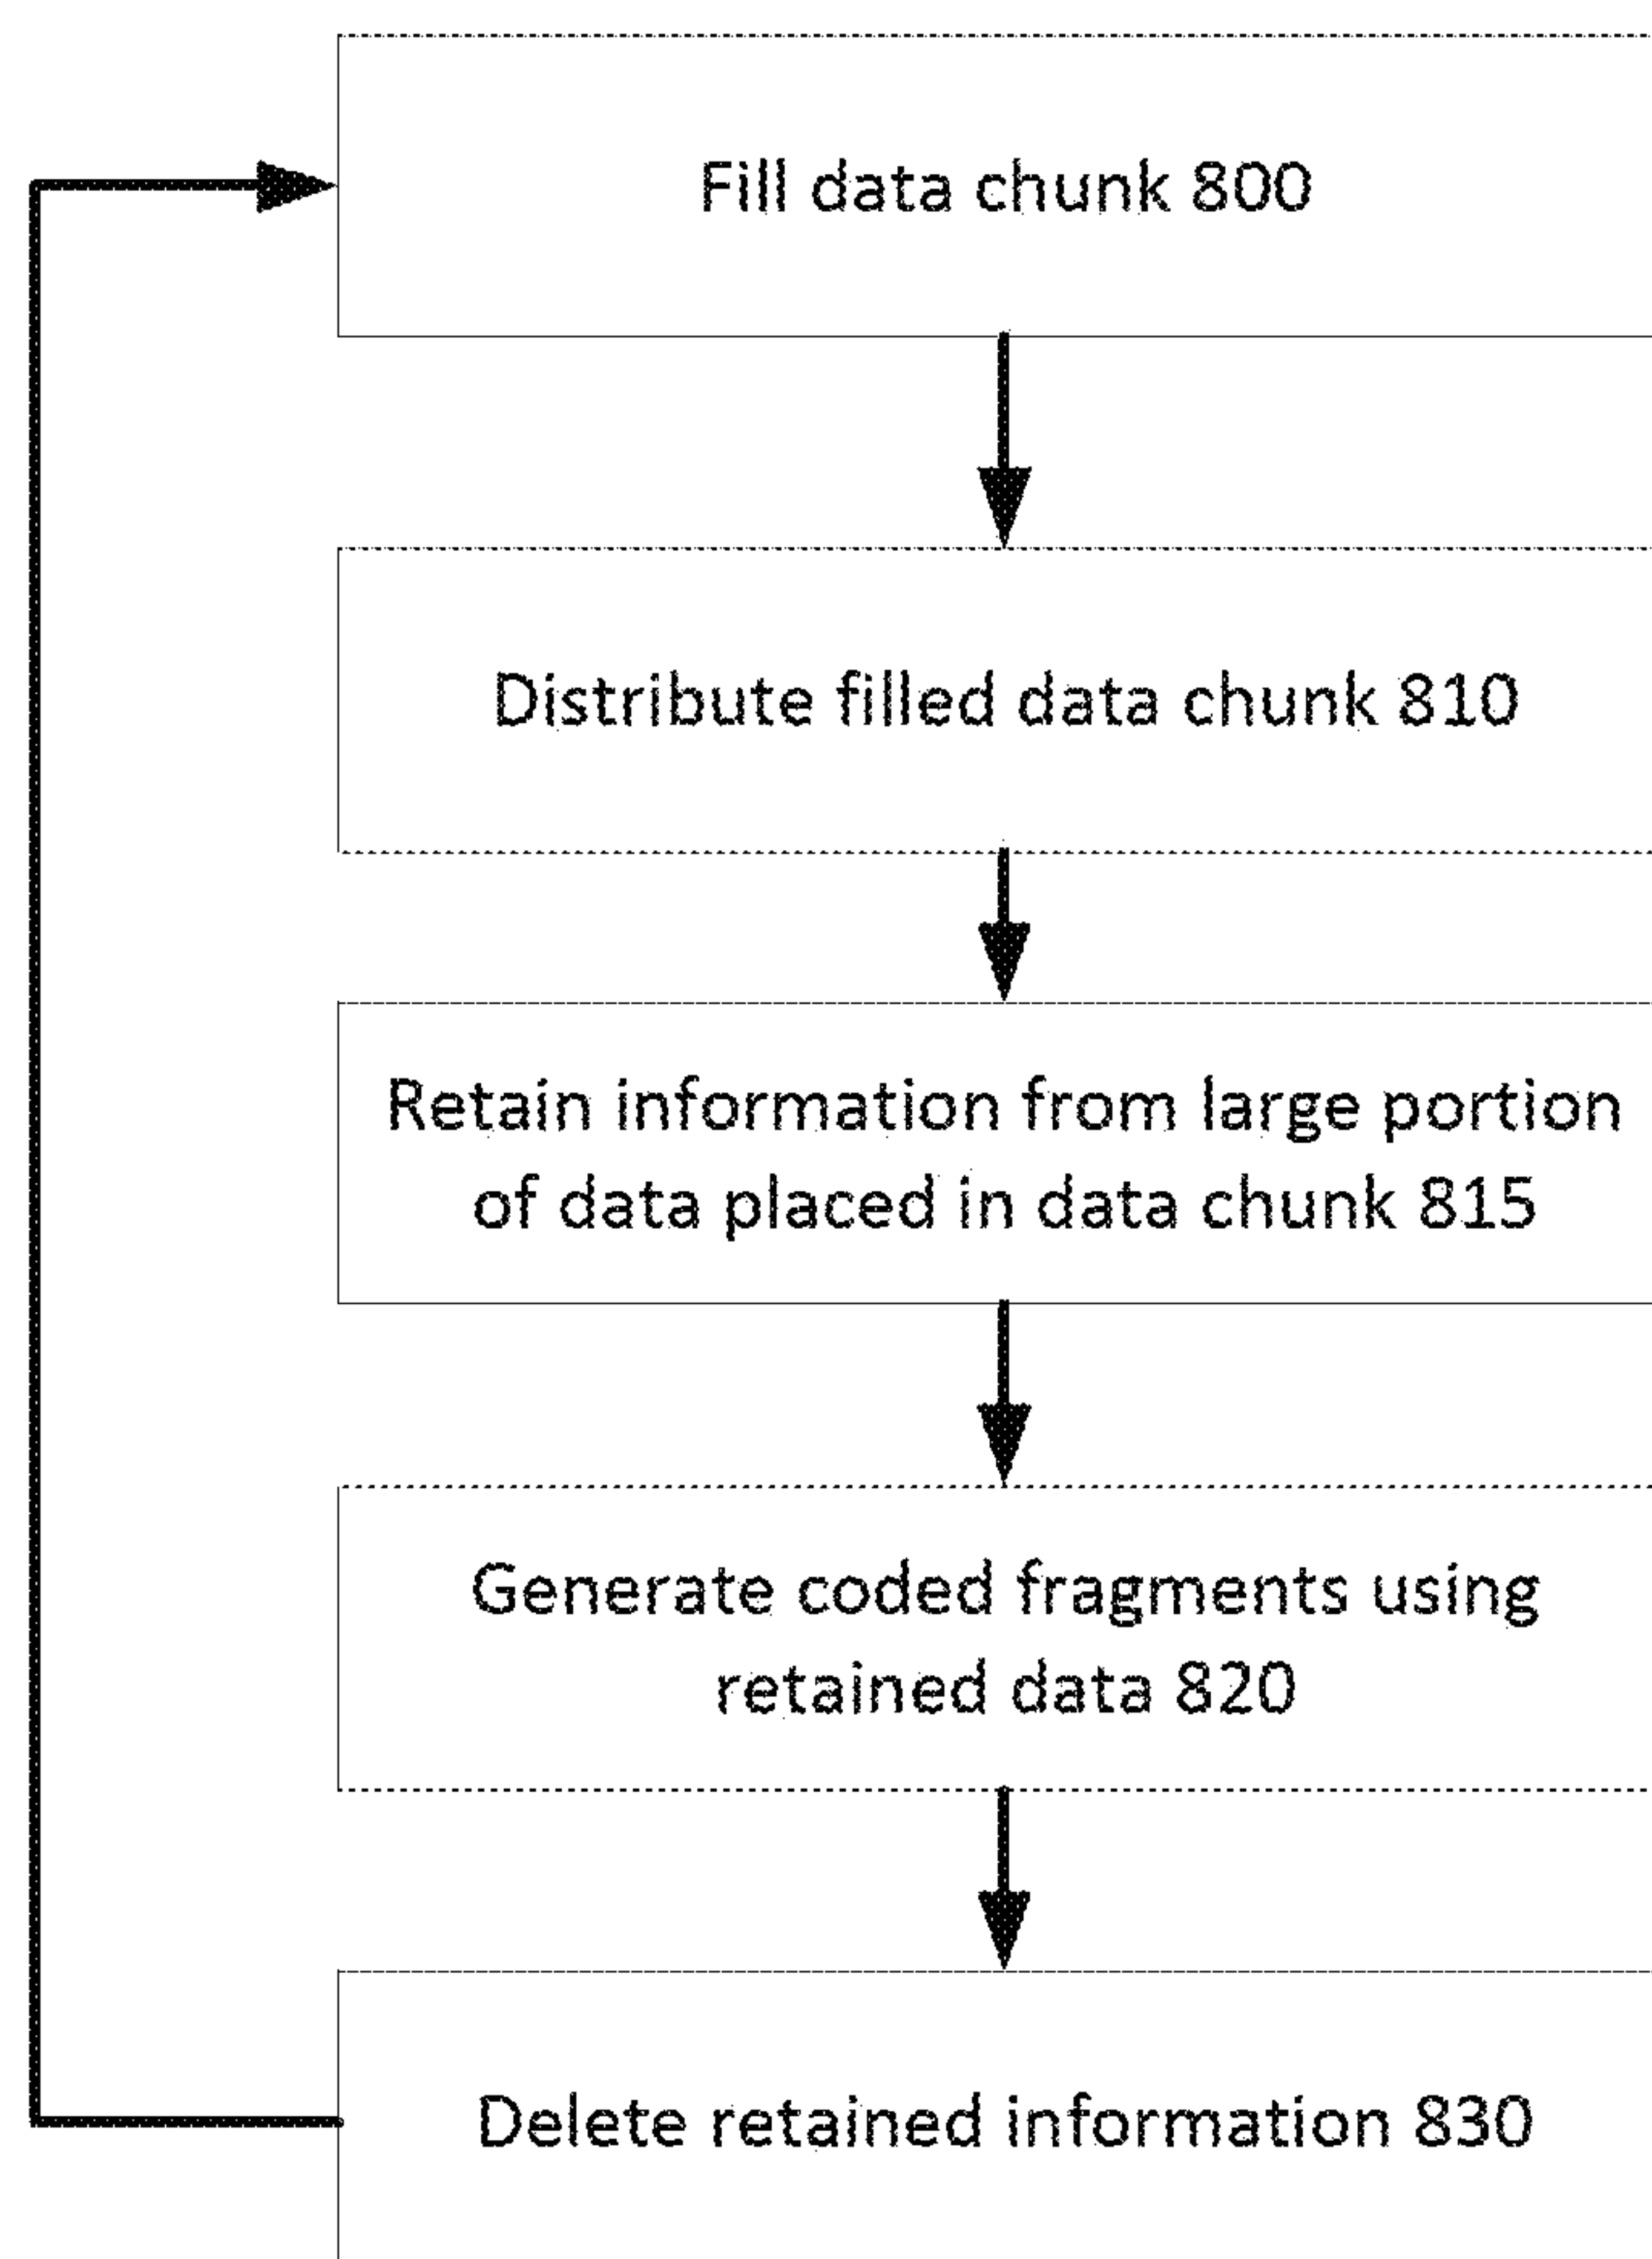 Fill data chunk 800
Distribute filled data chunk 810
Retain information from large portion
of data placed in data chunk 815
Generate coded fragments using
retained data 820
Delete retained information 830